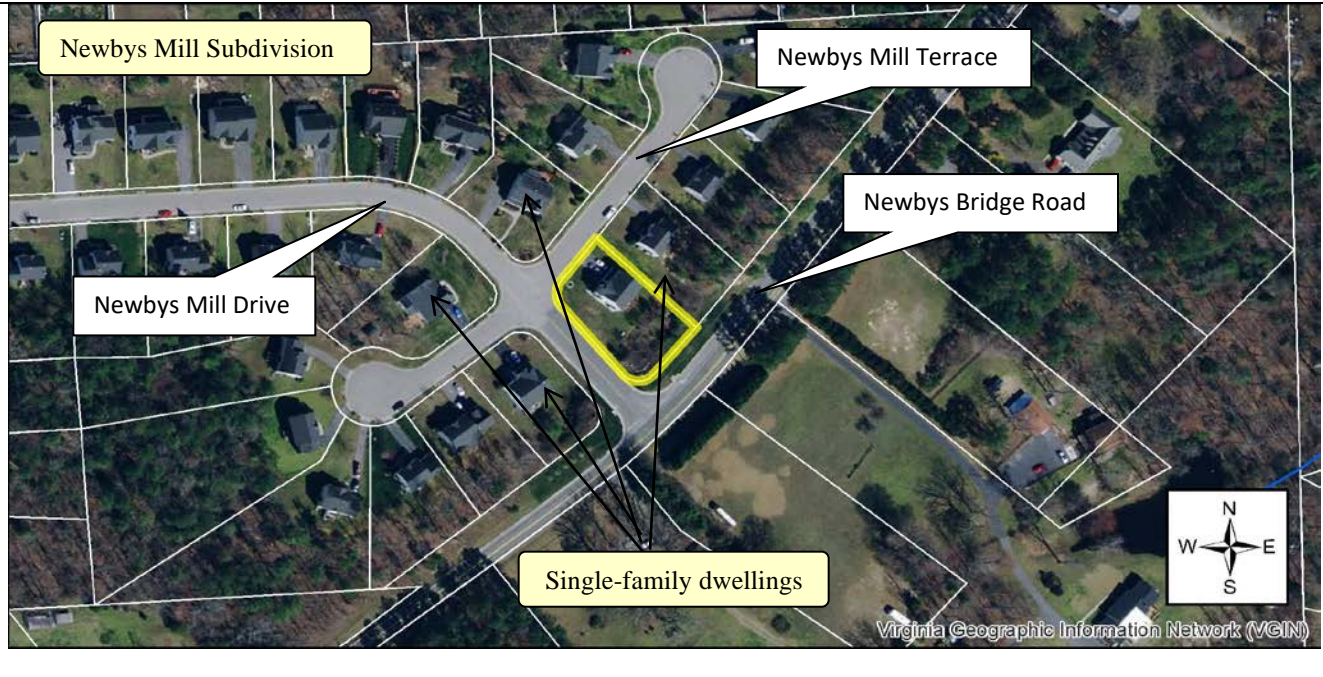 Newbys Mill Subdivision
Newbys Mill Terrace
Newbys Bridge Road
Newbys Mill Drive
Single-family dwellings
N
W E
S
Virginia Geographic Information Network (VGIN)